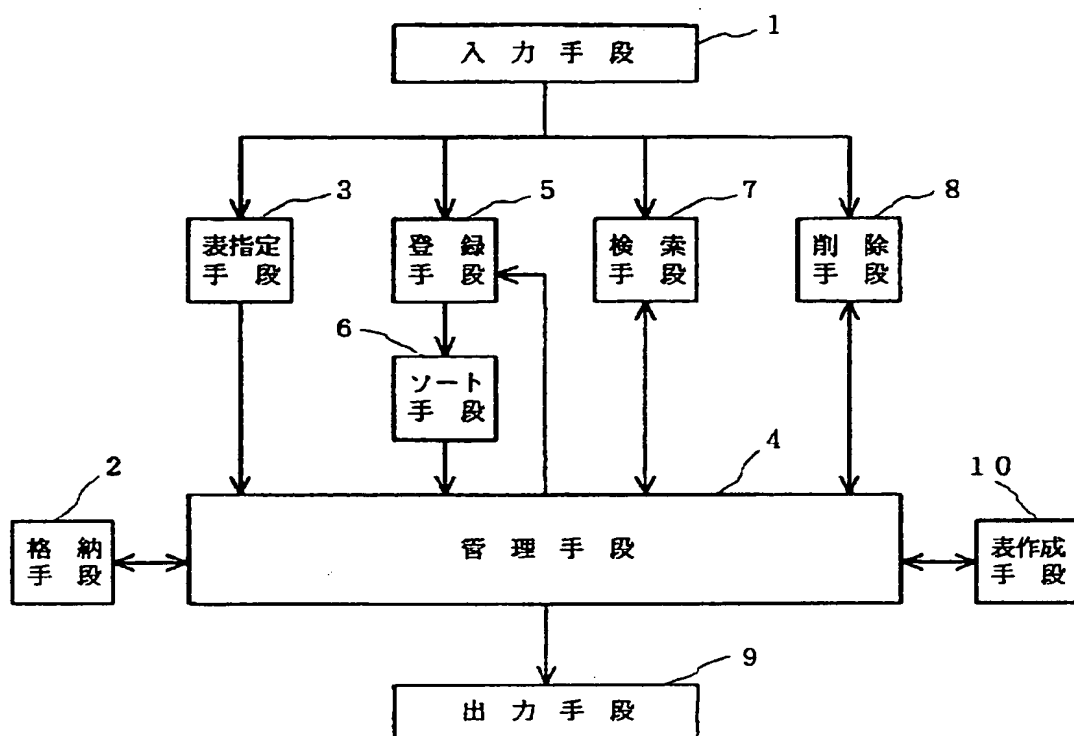 1
入力手段
3
5
7
8
表指定
手段
登録
手段
検索
手段
削除
手段
6
ソート
手段
4
2
10
格納
手段
管理手段
表作成
手段
9
出力手段